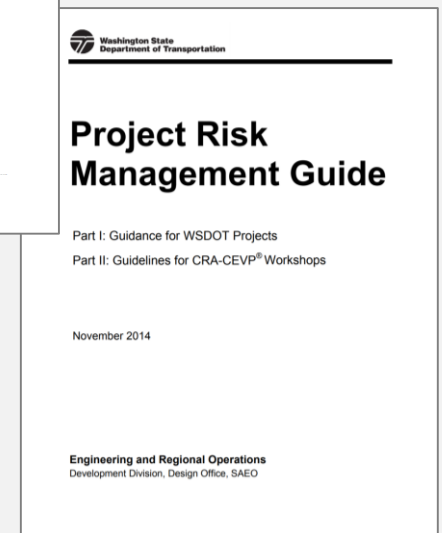 Washington State
Department of Transportation
Project Risk
Management Guide
Part I: Guidance for WSDOT Projects
Part II: Guidelines for CRA-CEVP® Workshops
November 2014
Engineering and Regional Operations
Development Division, Design Office, SAEO